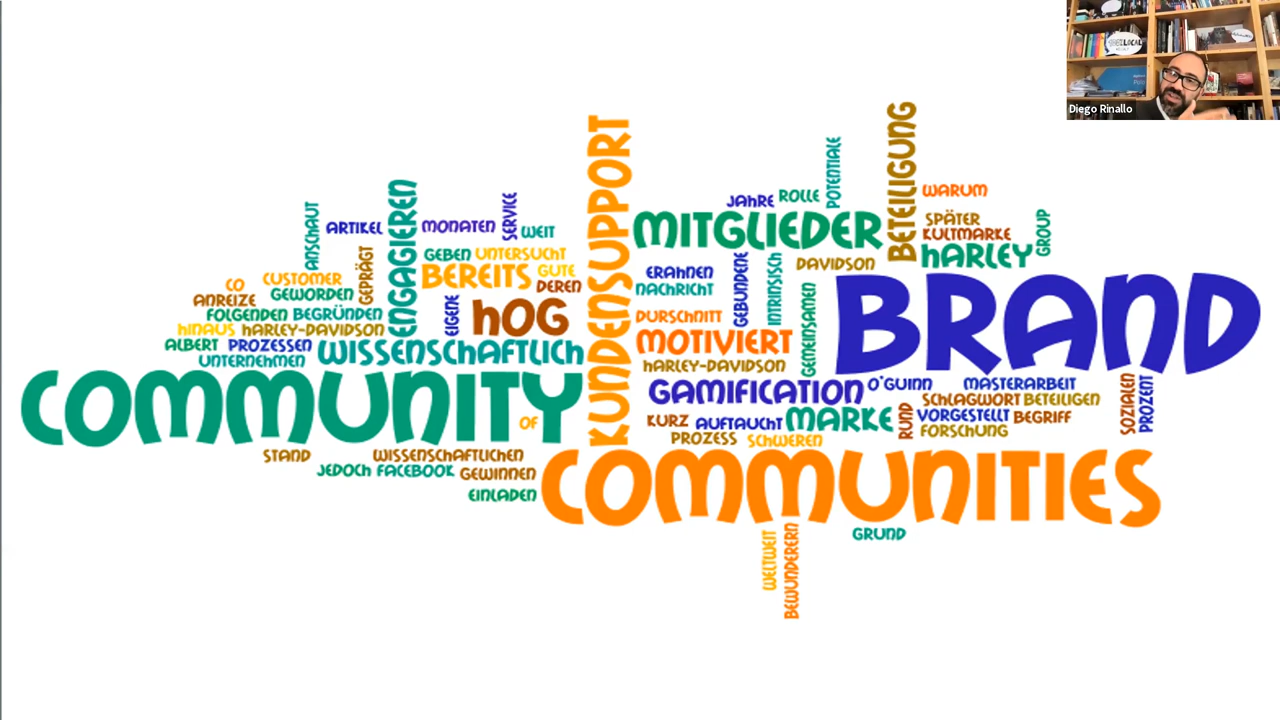 Diego Rinallo
KUNDENSUPPORT
BETEILIGUNG
POTENTIALE
WARUM
ROLLE
JAHRE
ENGAGIEREN
ANSCHAUT
ARTIKEL
MONATEN
SERVICE
WEIT
MITGLIEDER
SPÄTER
KULTMARKE
GROUP
HARLEY
GEBEN
UNTERSUCHT
GEPRÄGT
BEREITS
GUTE
DEREN
ERAHNEN
GEBUNDENE
INTRINSISCH
DAVIDSON
NACHRICHT
CO
CUSTOMER
ANREIZE
GEWORDEN
FOLGENDEN
BEGRÜNDEN
EIGENE
HOG
DURSCHNITT
GEMEINSAMEN
BRAND
HINAUS
HARLEY-DAVIDSON
ALBERT
PROZESSEN
UNTERNEHMEN
WISSENSCHAFTLICH
MOTIVIERT
HARLEY-DAVIDSON
COMMUNITY
OF
GAMIFICATION
O'GUINN
MASTERARBEIT
SCHLAGWORT
BETEILIGEN
SOZIALEN
PROZENT
KURZ
AUFTAUCHT
MARKE
RUND
VORGESTELLT
BEGRIFF
PROZESS
SCHWEREN
FORSCHUNG
STAND
WISSENSCHAFTLICHEN
JEDOCH
FACEBOOK
GEWINNEN
EINLADEN
COMMUNITIES
WELTWEIT
BEWUNDERERN
GRUND